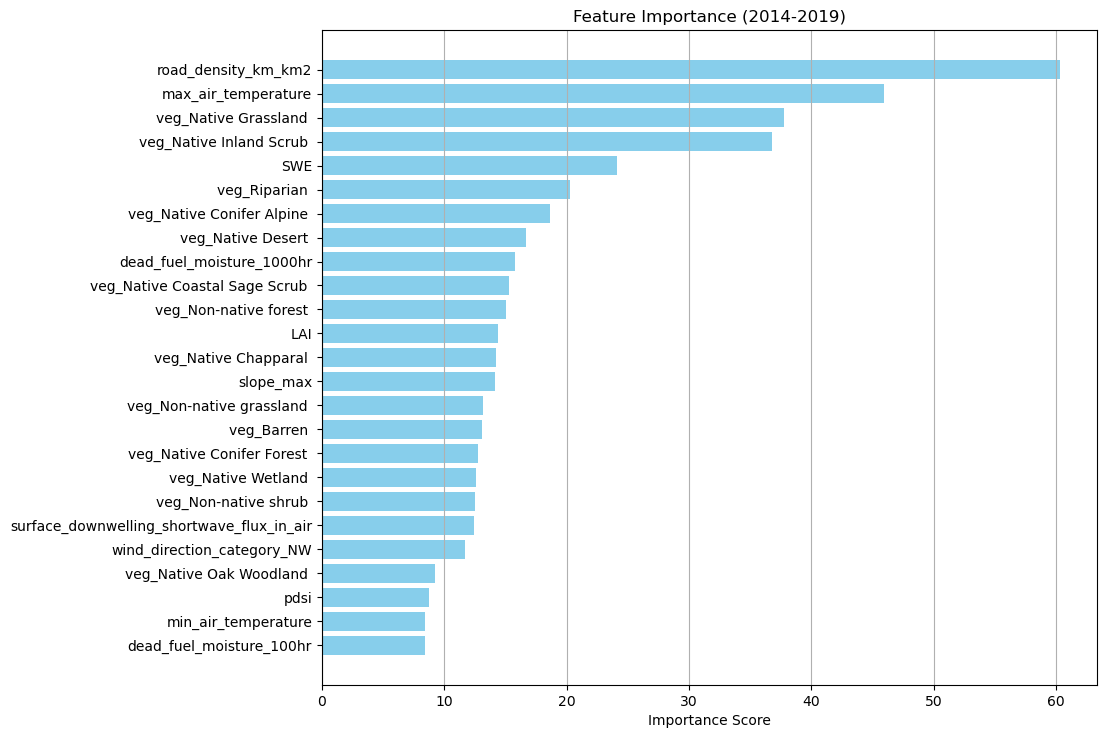 Feature Importance (2014-2019)
road_density_km_km2
max_air_temperature
veg_Native Grassland
veg_Native Inland Scrub
SWE
veg_Riparian
veg_Native Conifer Alpine
veg_Native Desert
dead_fuel_moisture_1000hr
veg_Native Coastal Sage Scrub
veg_Non-native forest
LAI
veg_Native Chapparal
slope_max
veg_Non-native grassland
veg_Barren
veg_Native Conifer Forest
veg_Native Wetland
veg_Non-native shrub
surface_downwelling_shortwave_flux_in_air
wind_direction_category_NW
veg_Native Oak Woodland
pdsi
min_air_temperature
dead_fuel_moisture_100hr
0 10 20 30 40 50 60
Importance Score